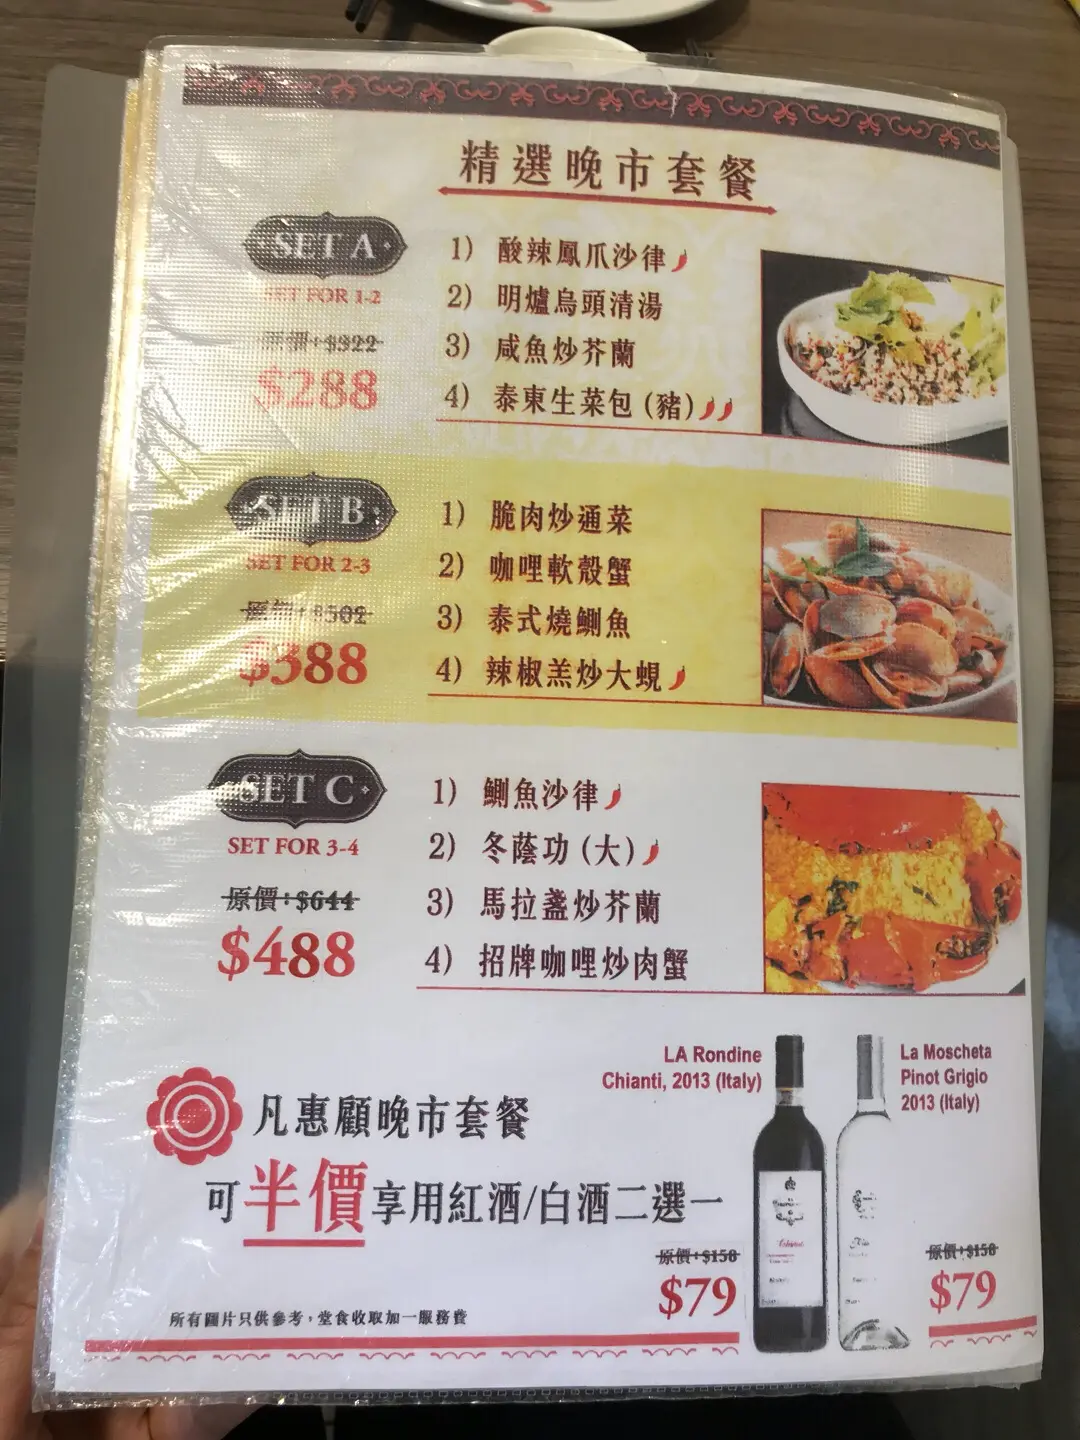 精選晚市套餐
SET A
SET FOR 1-2
原價：$322
$288
1) 酸辣鳳爪沙律
2) 明爐烏頭清湯
3) 咸魚炒芥蘭
4) 泰東生菜包（豬）
SET B
SET FOR 2-3
原價：$502
$388
1) 脆肉炒通菜
2) 咖哩軟殼蟹
3) 泰式燒鰂魚
4) 辣椒羔炒大蜆
SET C
SET FOR 3-4
原價：$644
$488
1) 鰂魚沙律
2) 冬蔭功（大）
3) 馬拉盞炒芥蘭
4) 招牌咖哩炒肉蟹
LA Rondine
Chianti, 2013 (Italy)
La Moscheta
Pinot Grigio
2013 (Italy)
凡惠顧晚市套餐
可半價享用紅酒/白酒二選一
原價：$158
$79
原價：$158
$79
所有圖片只供參考，堂食收取加一服務費